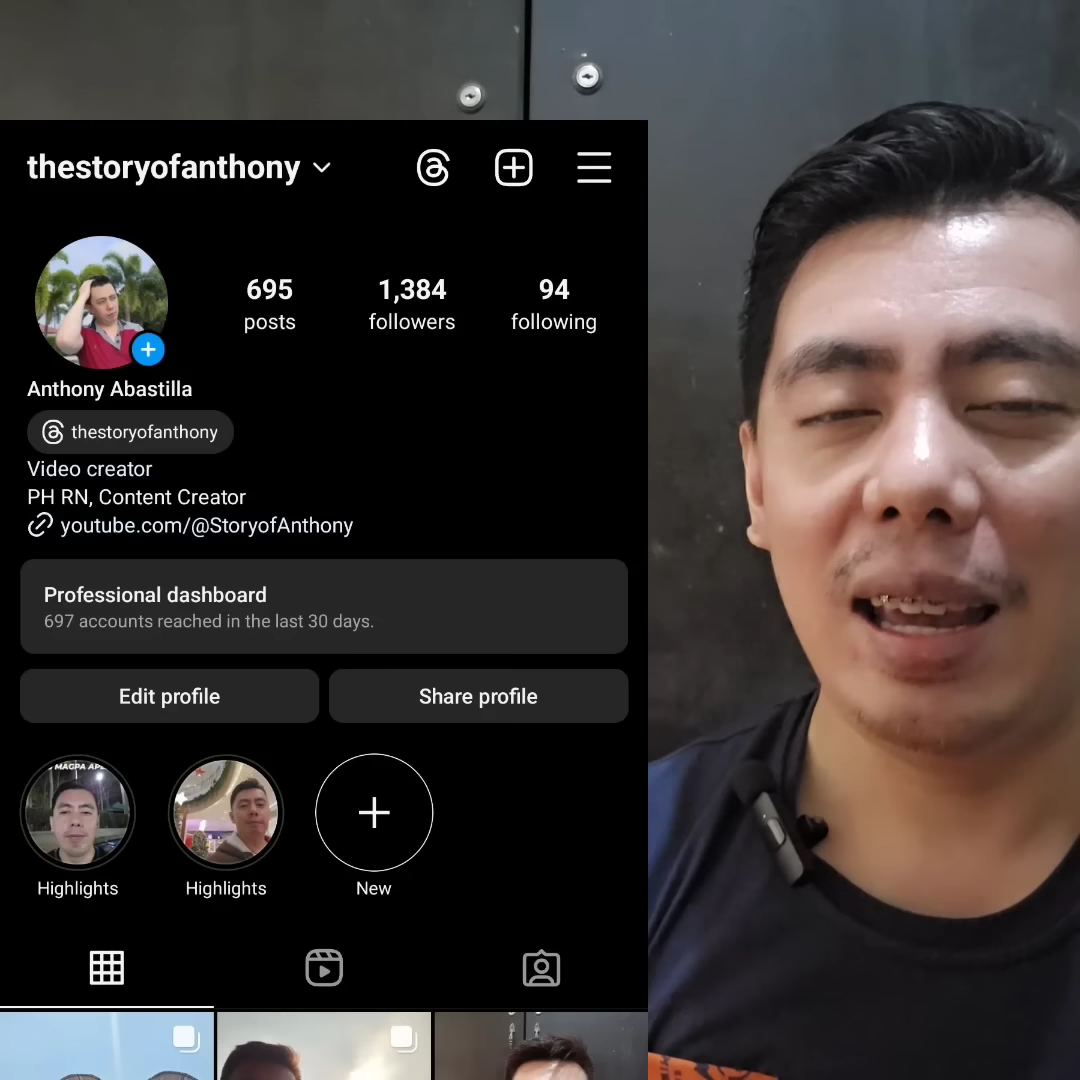 thestoryofanthony
695
posts
1,384
followers
94
following
Anthony Abastilla
thestoryofanthony
Video creator
PH RN, Content Creator
youtube.com/@StoryofAnthony
Professional dashboard
697 accounts reached in the last 30 days.
Edit profile
Share profile
MAGPA
Highlights
Highlights
New